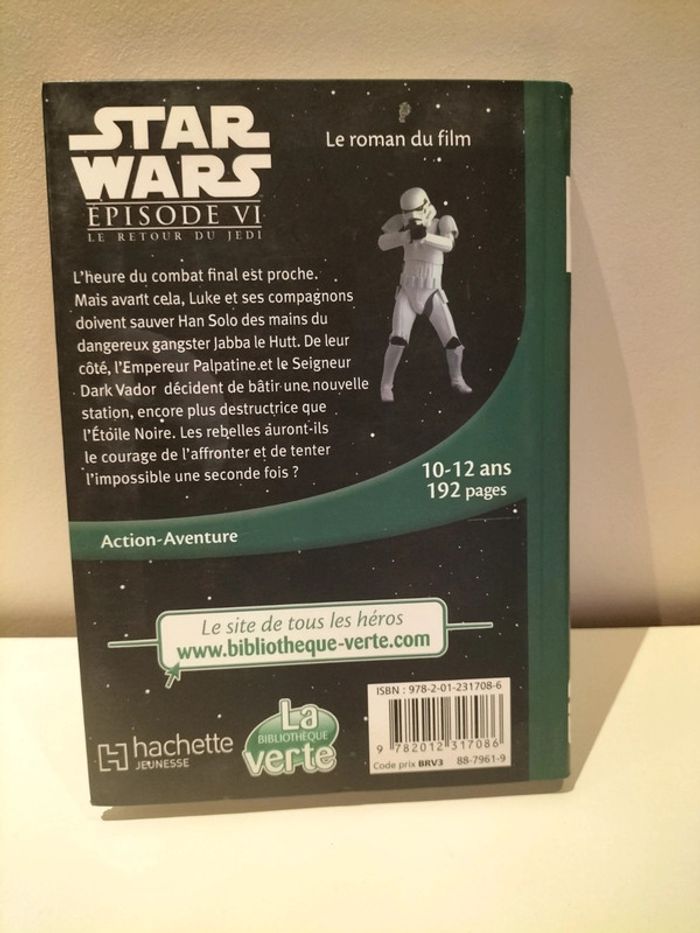 STAR
WARS
ÉPISODE VI
LE RETOUR DU JEDI
Le roman du film
L'heure du combat final est proche.
Mais avant cela, Luke et ses compagnons
doivent sauver Han Solo des mains du
dangereux gangster Jabba le Hutt. De leur
côté, l'Empereur Palpatine et le Seigneur
Dark Vador décident de bâtir une nouvelle
station, encore plus destructrice que
l'Étoile Noire. Les rebelles auront-ils
le courage de l'affronter et de tenter
l'impossible une seconde fois ?
10-12 ans
192 pages
Action-Aventure
Le site de tous les héros
www.bibliotheque-verte.com
hachette
JEUNESSE
La
BIBLIOTHÈQUE
verte
ISBN : 978-2-01-231708-6
9 782012 317086
Code prix BRV3 88-7961-9